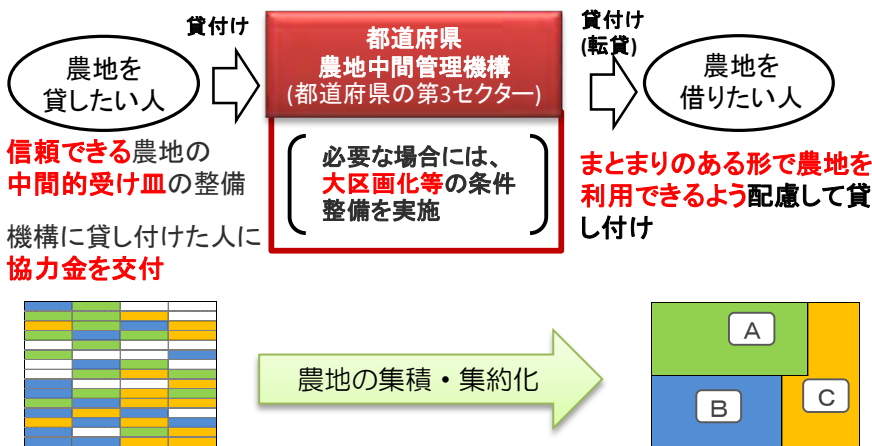 貸付け
農地を
貸したい人
都道府県
農地中間管理機構
(都道府県の第3セクター)
貸付け
(転貸)
農地を
借りたい人
信頼できる農地の
中間的受け皿の整備
機構に貸し付けた人に
協力金を交付
必要な場合には、
大区画化等の条件
整備を実施
まとまりのある形で農地を
利用できるよう配慮して貸
し付け
農地の集積・集約化
A
B
C